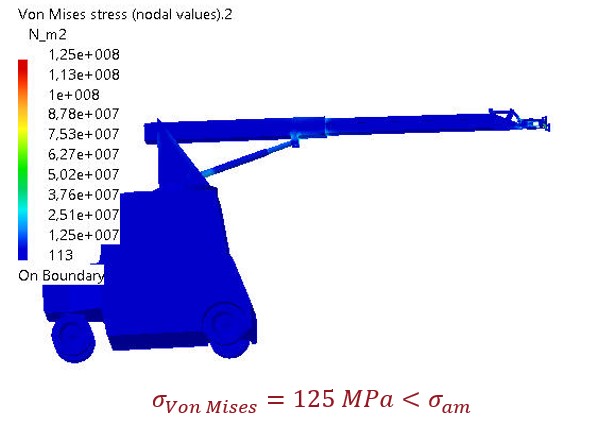 Von Mises stress (nodal values).2
N_m2
1,25e+008
1,13e+008
1e+008
8,78e+007
7,53e+007
6,27e+007
5,02e+007
3,76e+007
2,51e+007
1,25e+007
113
On Boundary
σ_Von Mises = 125 MPa < σ_am